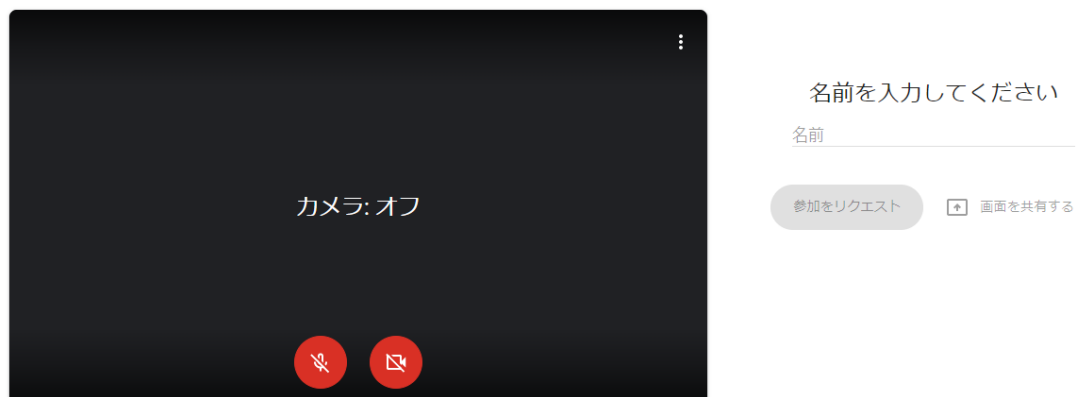 カメラ: オフ
名前を入力してください
名前
参加をリクエスト
画面を共有する